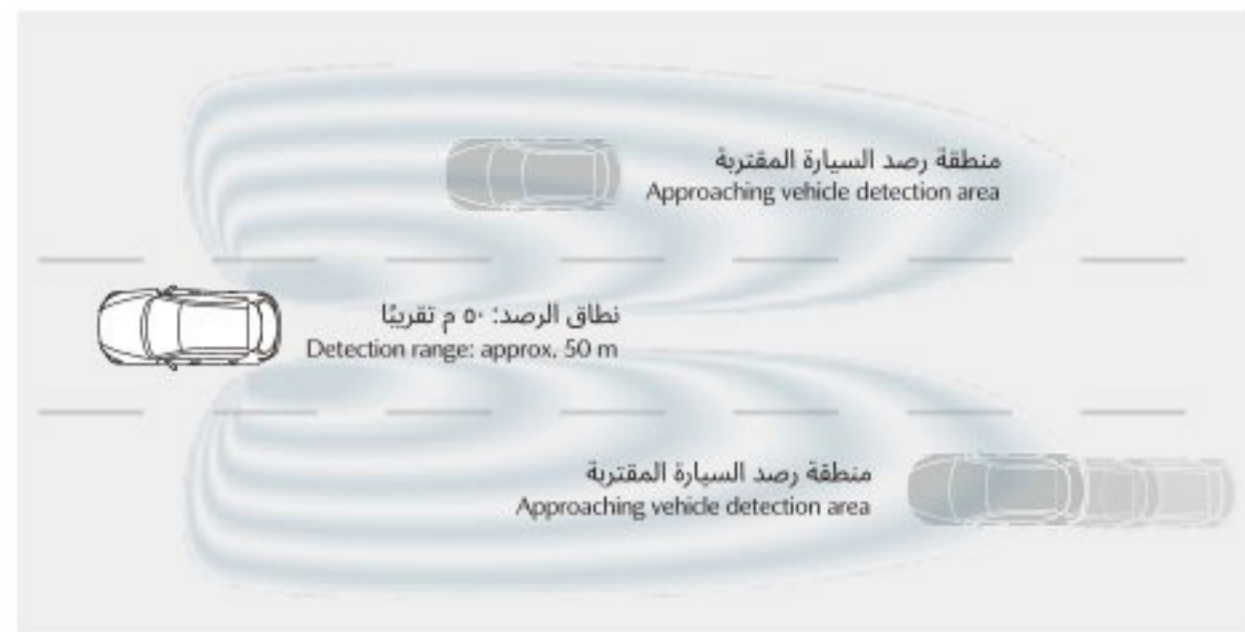 منطقة رصد السيارة المقتربة
Approaching vehicle detection area
نطاق الرصد: ٥٠ م تقريبًا
Detection range: approx. 50 m
منطقة رصد السيارة المقتربة
Approaching vehicle detection area